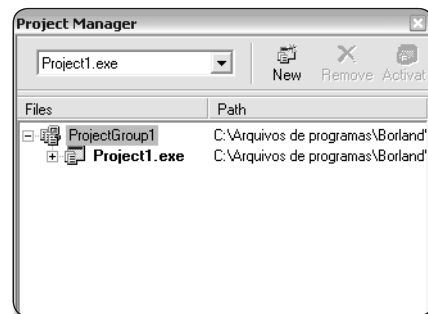 Project Manager
Project1.exe
New Remove Activat
Files Path
ProjectGroup1 C:\Arquivos de programas\Borland'
Project1.exe C:\Arquivos de programas\Borland'